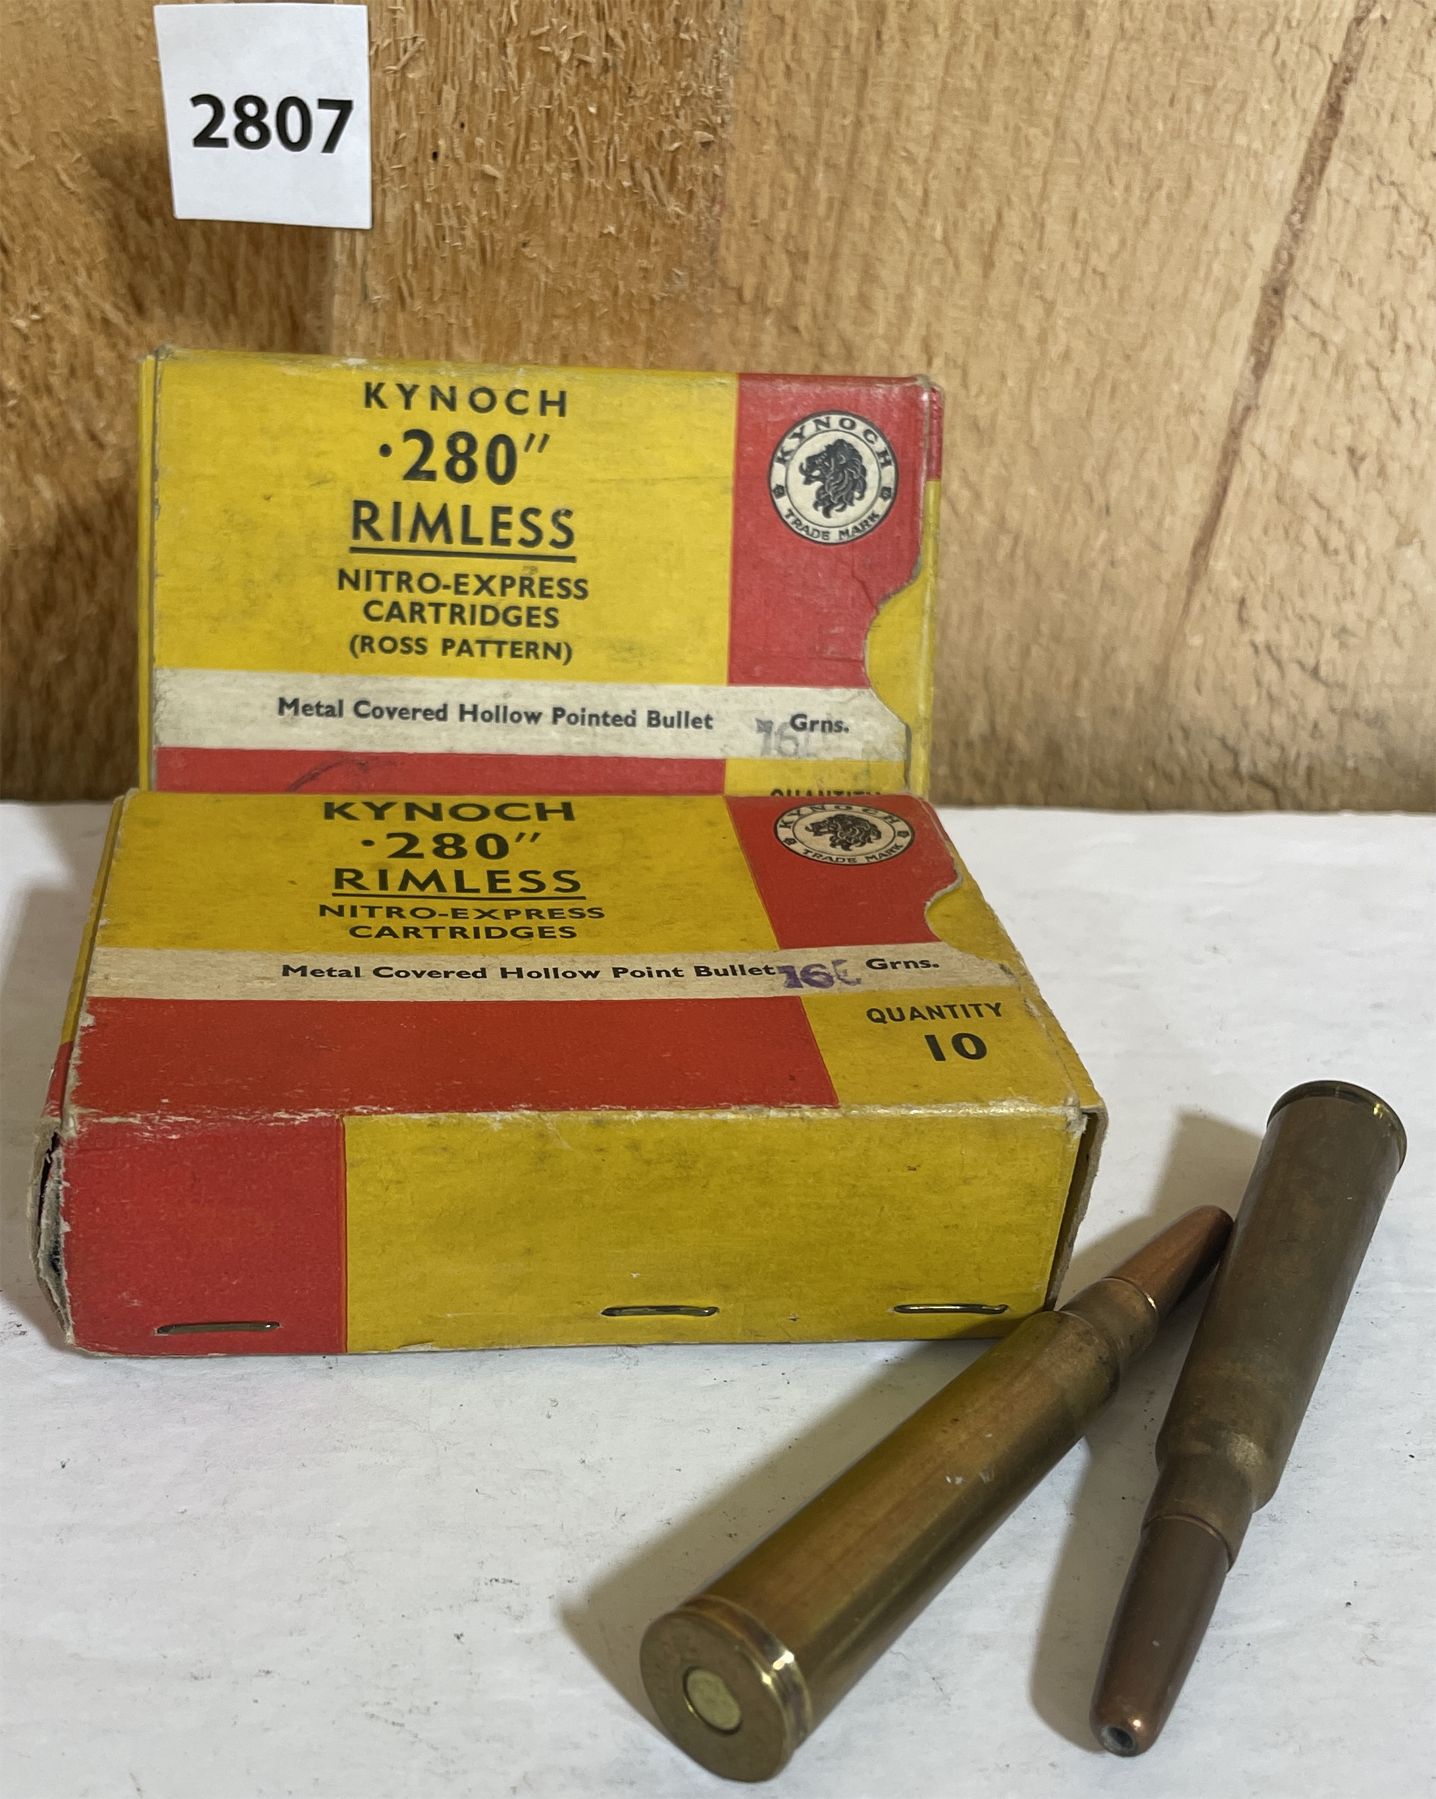 2807
KYNOCH
·280"
RIMLESS
NITRO-EXPRESS
CARTRIDGES
(ROSS PATTERN)
KYNOCH
TRADE MARK
Metal Covered Hollow Pointed Bullet Grns.
QUANTITY
KYNOCH
·280"
RIMLESS
NITRO-EXPRESS
CARTRIDGES
KYNOCH
TRADE MARK
Metal Covered Hollow Point Bullet Grns.
QUANTITY
10